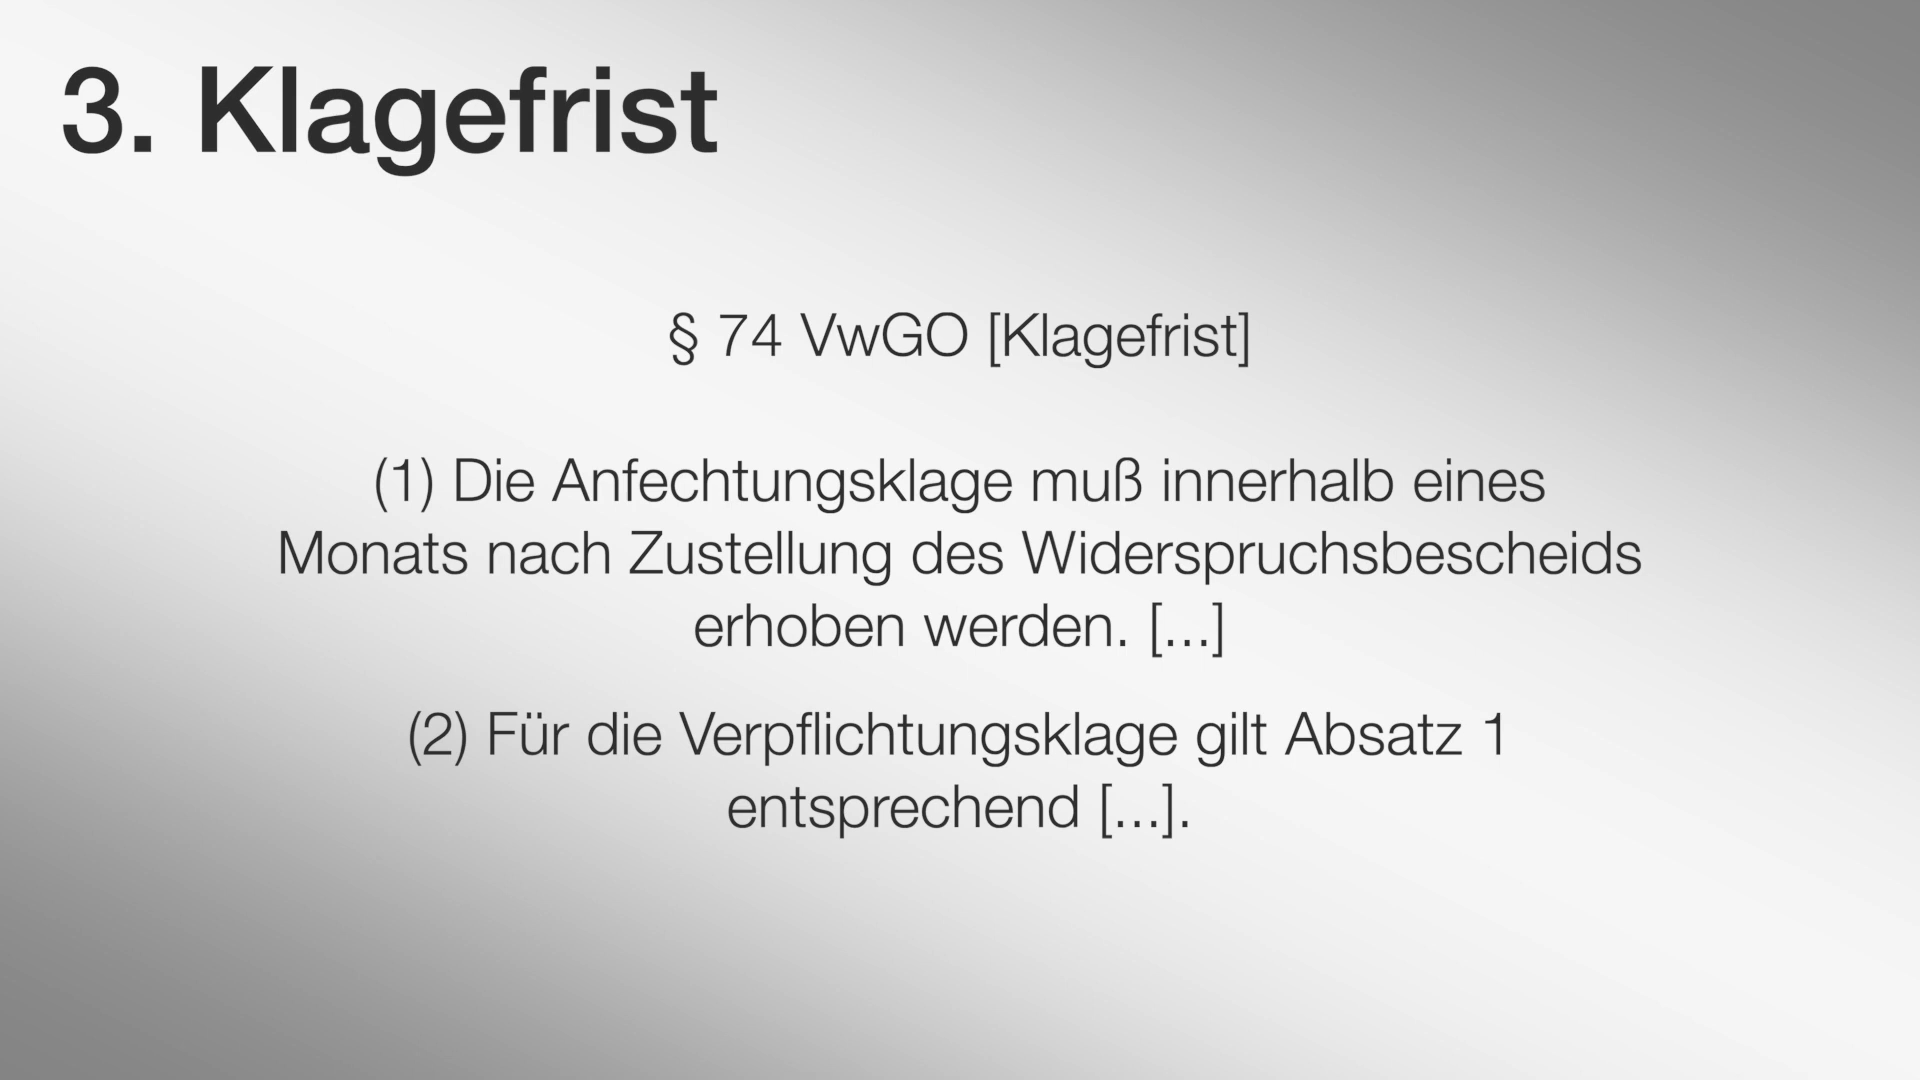 3. Klagefrist
§ 74 VwGO [Klagefrist]
(1) Die Anfechtungsklage muß innerhalb eines
Monats nach Zustellung des Widerspruchsbescheids
erhoben werden. [...]
(2) Für die Verpflichtungsklage gilt Absatz 1
entsprechend [...].